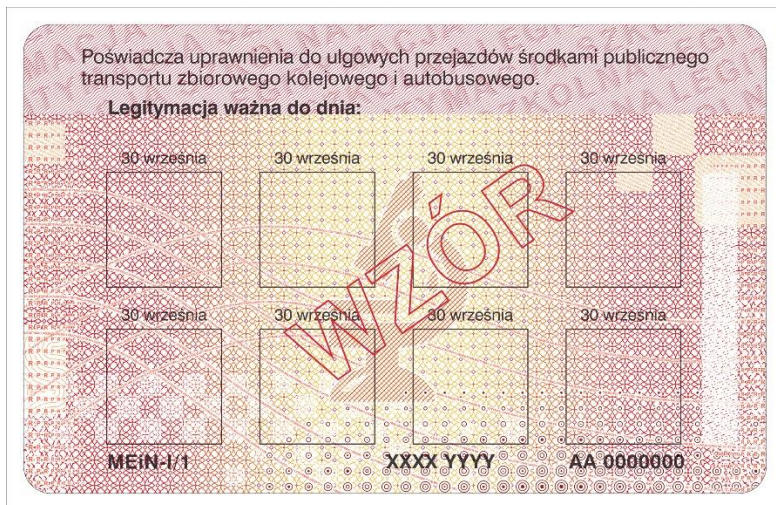 Poświadcza uprawnienia do ulgowych przejazdów środkami publicznego
transportu zbiorowego kolejowego i autobusowego.
Legitymacja ważna do dnia:
30 września 30 września 30 września 30 września
WZÓR
30 września 30 września 30 września 30 września
MEiN-I/1 XXXX YYYY AA 0000000